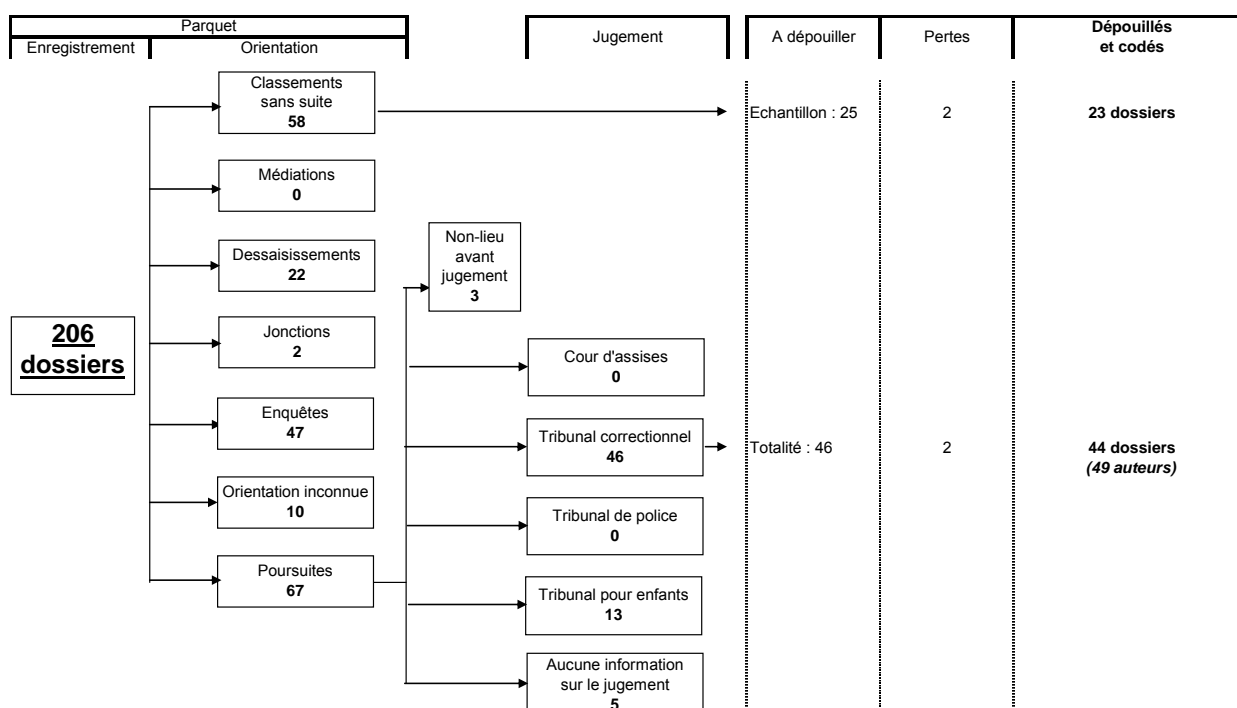 Parquet
Enregistrement
Orientation
Jugement
A dépouiller
Pertes
Dépouillés
et codés
Classements
sans suite
58
Echantillon : 25
2
23 dossiers
Médiations
0
Dessaisissements
22
Non-lieu
avant
jugement
3
206
dossiers
Jonctions
2
Cour d'assises
0
Enquêtes
47
Tribunal correctionnel
46
Totalité : 46
2
44 dossiers
(49 auteurs)
Orientation inconnue
10
Tribunal de police
0
Poursuites
67
Tribunal pour enfants
13
Aucune information
sur le jugement
5